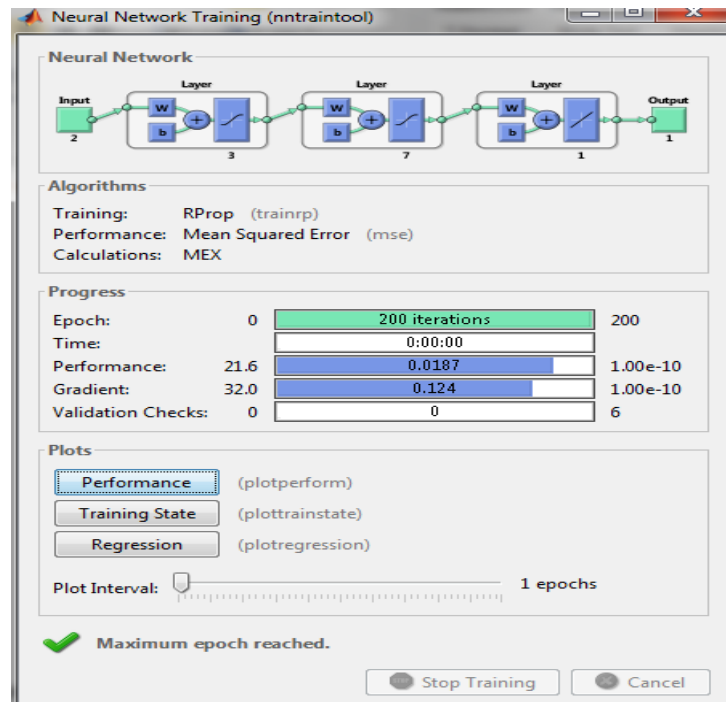 Neural Network Training (nntraintool)
Neural Network
Layer Layer Layer
Input W W W Output
b + b + b +
2 3 7 1 1
Algorithms
Training: RProp (trainrp)
Performance: Mean Squared Error (mse)
Calculations: MEX
Progress
Epoch: 0 200 iterations 200
Time: 0:00:00
Performance: 21.6 0.0187 1.00e-10
Gradient: 32.0 0.124 1.00e-10
Validation Checks: 0 0 6
Plots
Performance (plotperform)
Training State (plottrainstate)
Regression (plotregression)
Plot Interval: 1 epochs
Maximum epoch reached.
Stop Training Cancel